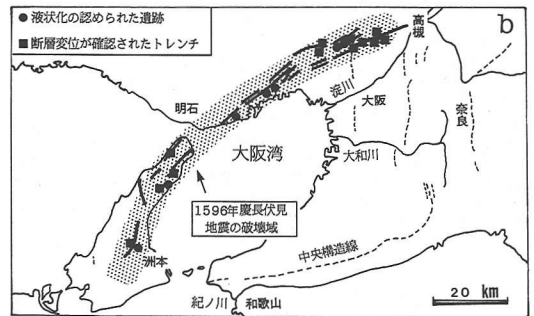 ● 液状化の認められた遺跡
■ 断層変位が確認されたトレンチ
b
高槻
淀川
大阪
奈良
明石
大阪湾
大和川
1596年慶長伏見
地震の破壊域
洲本
中央構造線
紀ノ川
和歌山
20 km